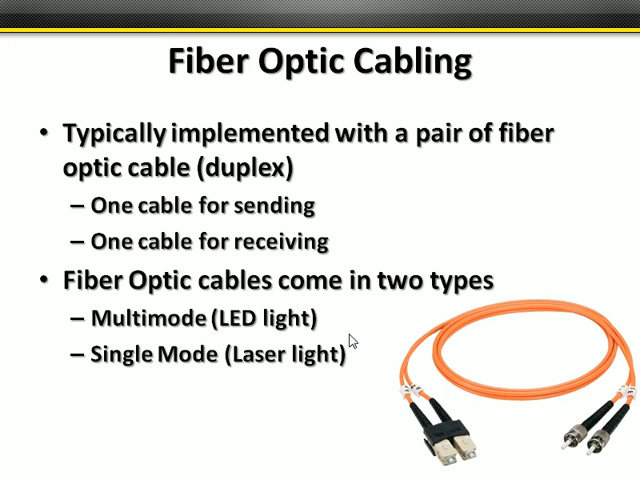 Fiber Optic Cabling
• Typically implemented with a pair of fiber
optic cable (duplex)
– One cable for sending
– One cable for receiving
• Fiber Optic cables come in two types
– Multimode (LED light)
– Single Mode (Laser light)